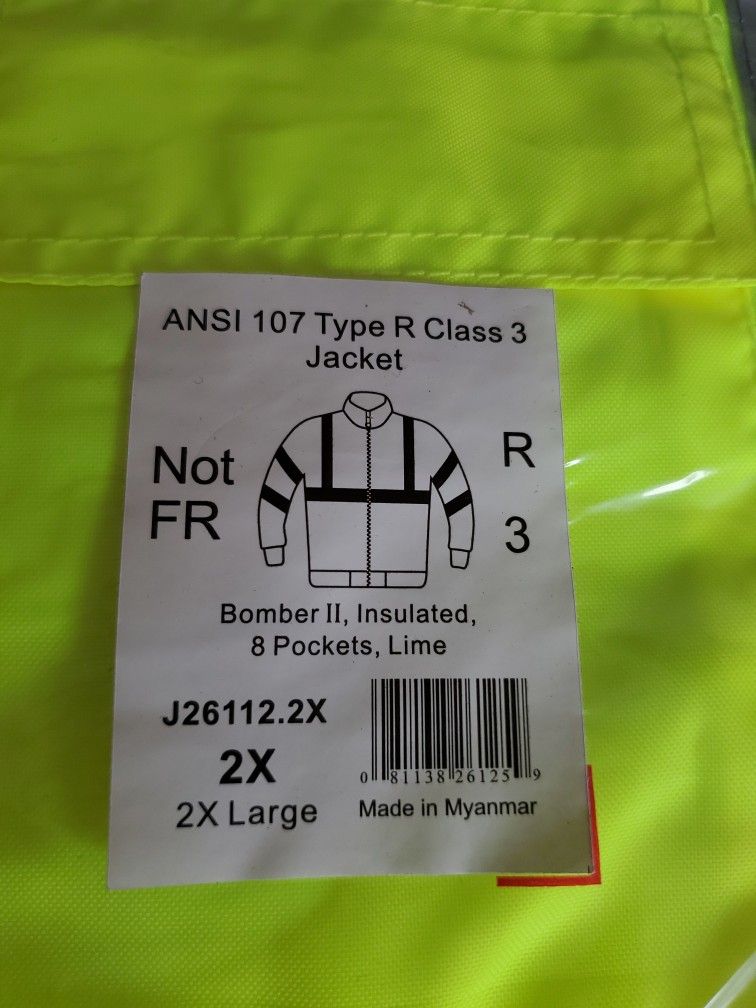 ANSI 107 Type R Class 3
Jacket
Not
FR
R
3
Bomber II, Insulated,
8 Pockets, Lime
J26112.2X
2X
2X Large
0 81138 26125 9
Made in Myanmar